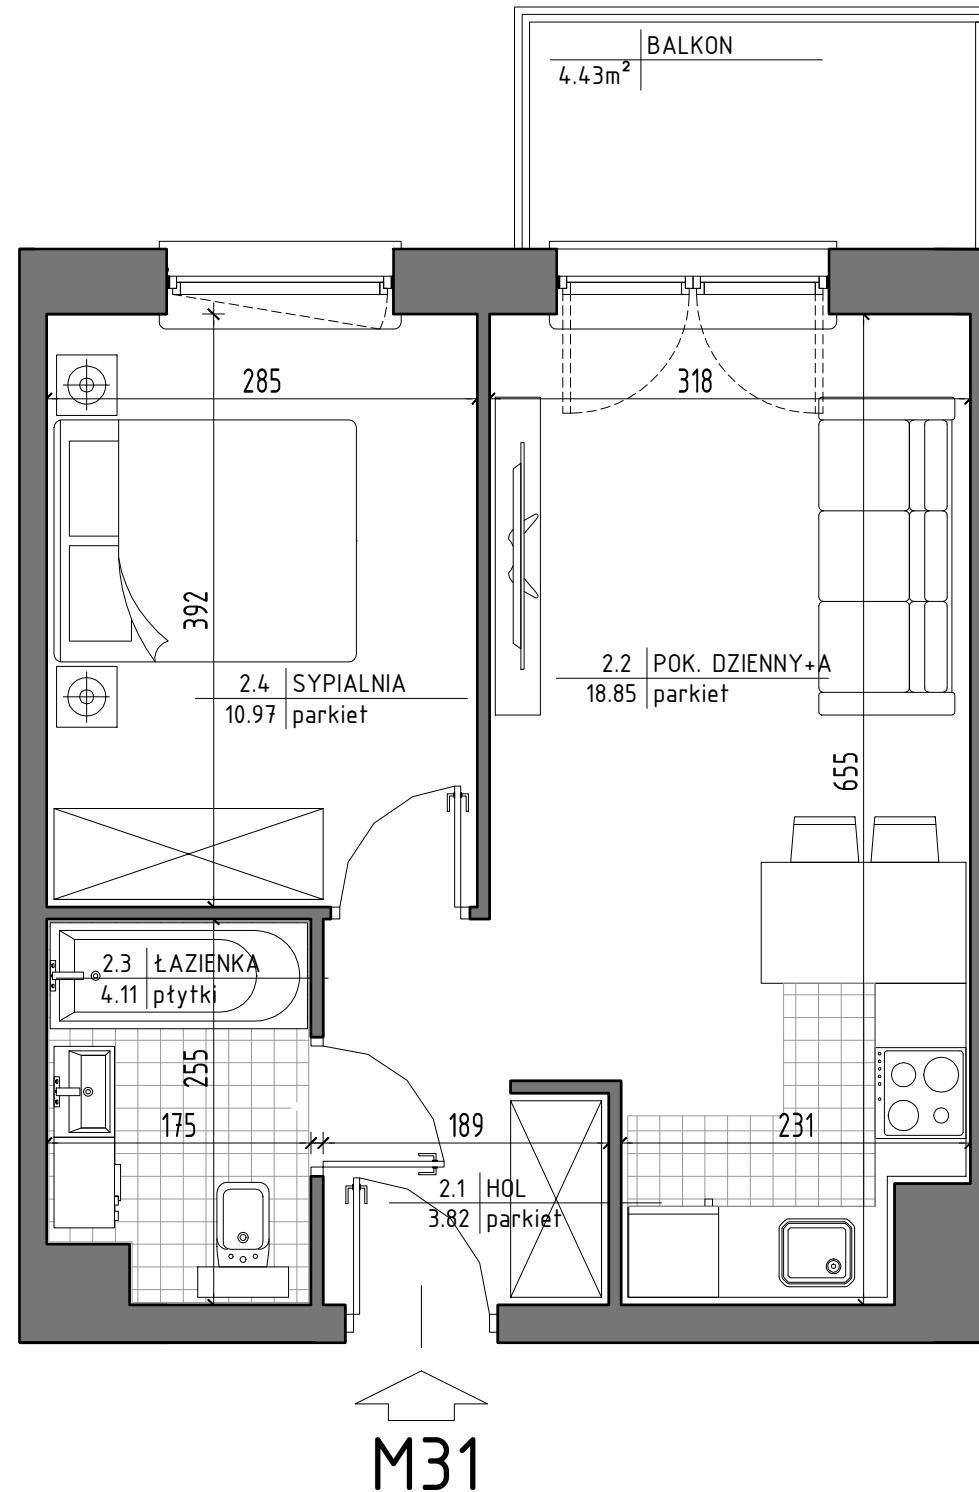 BALKON
4.43m²
285
318
392
2.4 SYPIALNIA
10.97 parkiet
2.2 POK. DZIENNY+A
18.85 parkiet
655
2.3 ŁAZIENKA
4.11 płytki
255
175
189
231
2.1 HOL
3.82 parkiet
M31